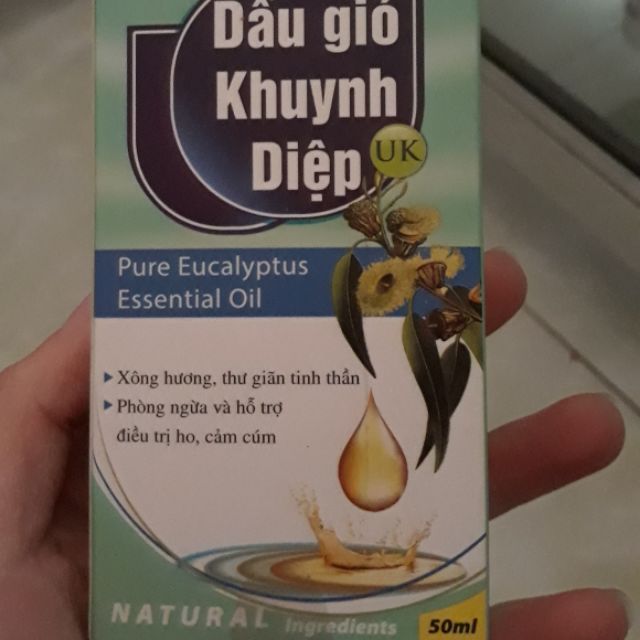 Dầu gió
Khuynh
Diệp
UK
Pure Eucalyptus
Essential Oil
Xông hương, thư giãn tinh thần
Phòng ngừa và hỗ trợ
điều trị ho, cảm cúm
NATURAL Ingredients
50ml